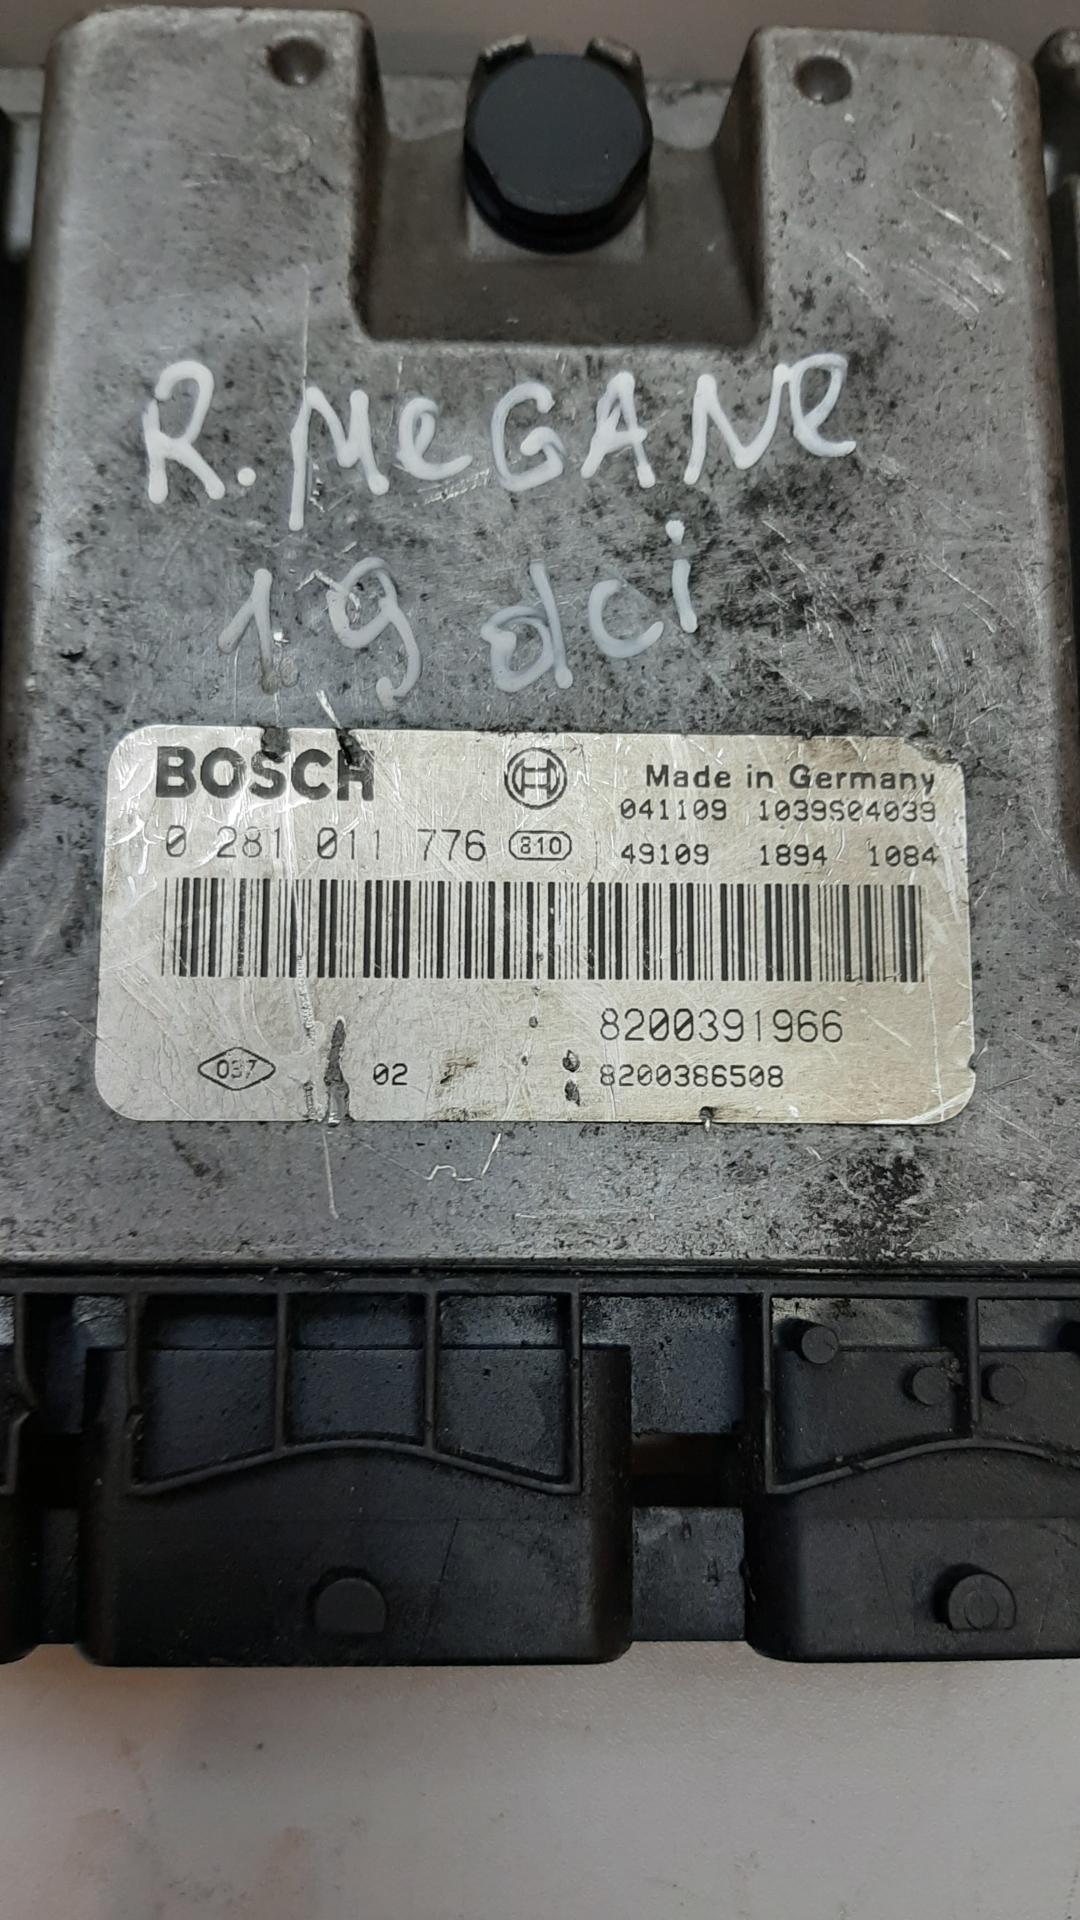 R. MeGANe
1.9 dci
BOSCH Made in Germany
041109 1039S04039
0 281 011 776 810 49109 1894 1084
8200391966
037 02 8200386508